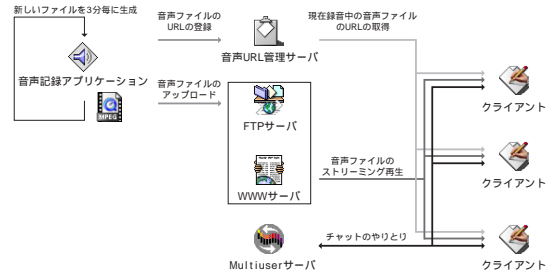 新しいファイルを3分毎に生成
音声記録アプリケーション
MPEG
音声ファイルの
URLの登録
音声URL管理サーバ
音声ファイルの
アップロード
FTPサーバ
WWWサーバ
現在録音中の音声ファイル
のURLの取得
音声ファイルの
ストリーミング再生
チャットのやりとり
Multiuserサーバ
クライアント
クライアント
クライアント